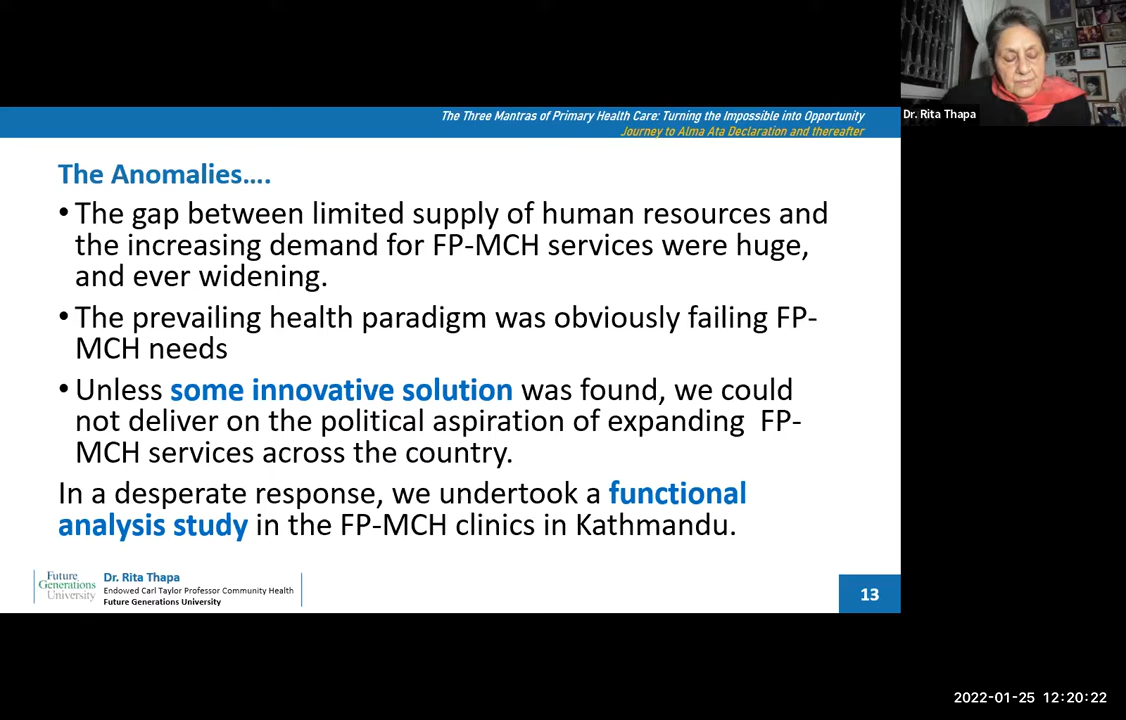 Dr. Rita Thapa
The Three Mantras of Primary Health Care: Turning the Impossible into Opportunity
Journey to Alma Ata Declaration and thereafter
The Anomalies....
• The gap between limited supply of human resources and
the increasing demand for FP-MCH services were huge,
and ever widening.
• The prevailing health paradigm was obviously failing FP-
MCH needs
• Unless some innovative solution was found, we could
not deliver on the political aspiration of expanding FP-
MCH services across the country.
In a desperate response, we undertook a functional
analysis study in the FP-MCH clinics in Kathmandu.
Future
Generations
University
Dr. Rita Thapa
Endowed Carl Taylor Professor Community Health
Future Generations University
13
2022-01-25 12:20:22